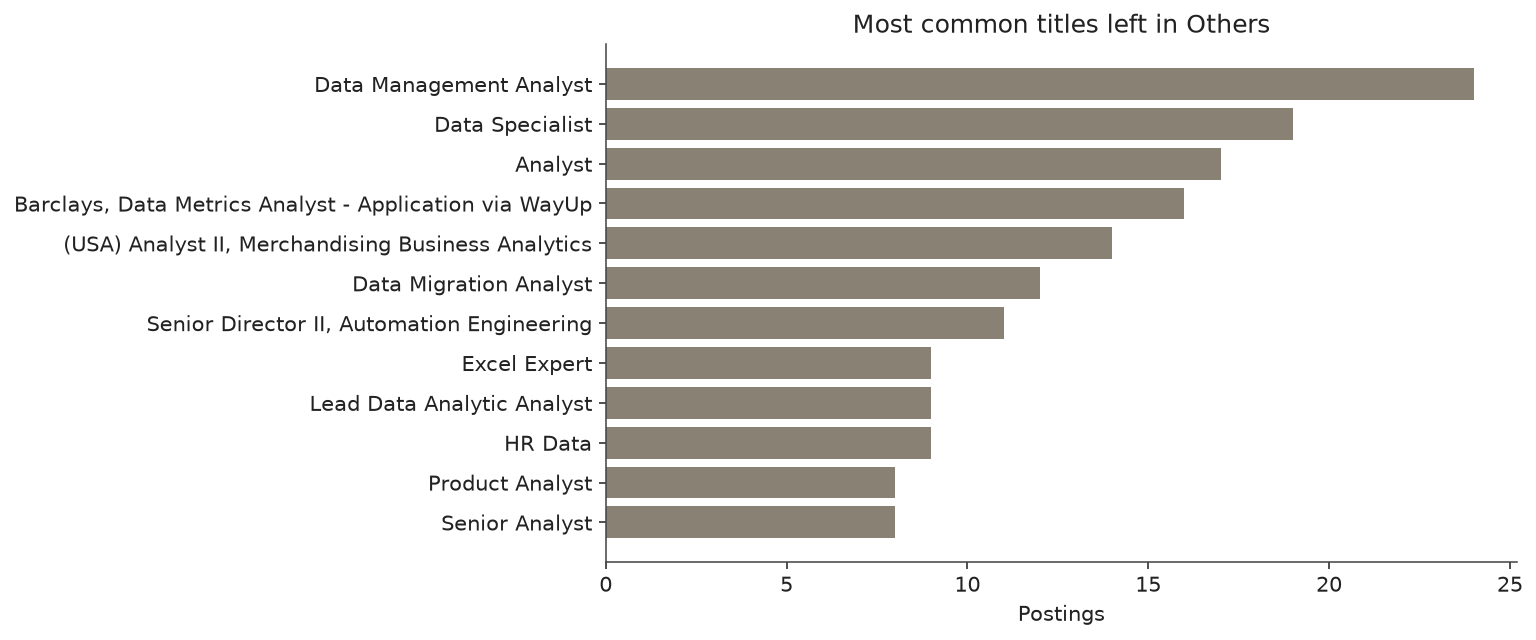 Most common titles left in Others
Data Management Analyst
Data Specialist
Analyst
Barclays, Data Metrics Analyst - Application via WayUp
(USA) Analyst II, Merchandising Business Analytics
Data Migration Analyst
Senior Director II, Automation Engineering
Excel Expert
Lead Data Analytic Analyst
HR Data
Product Analyst
Senior Analyst
0 5 10 15 20 25
Postings